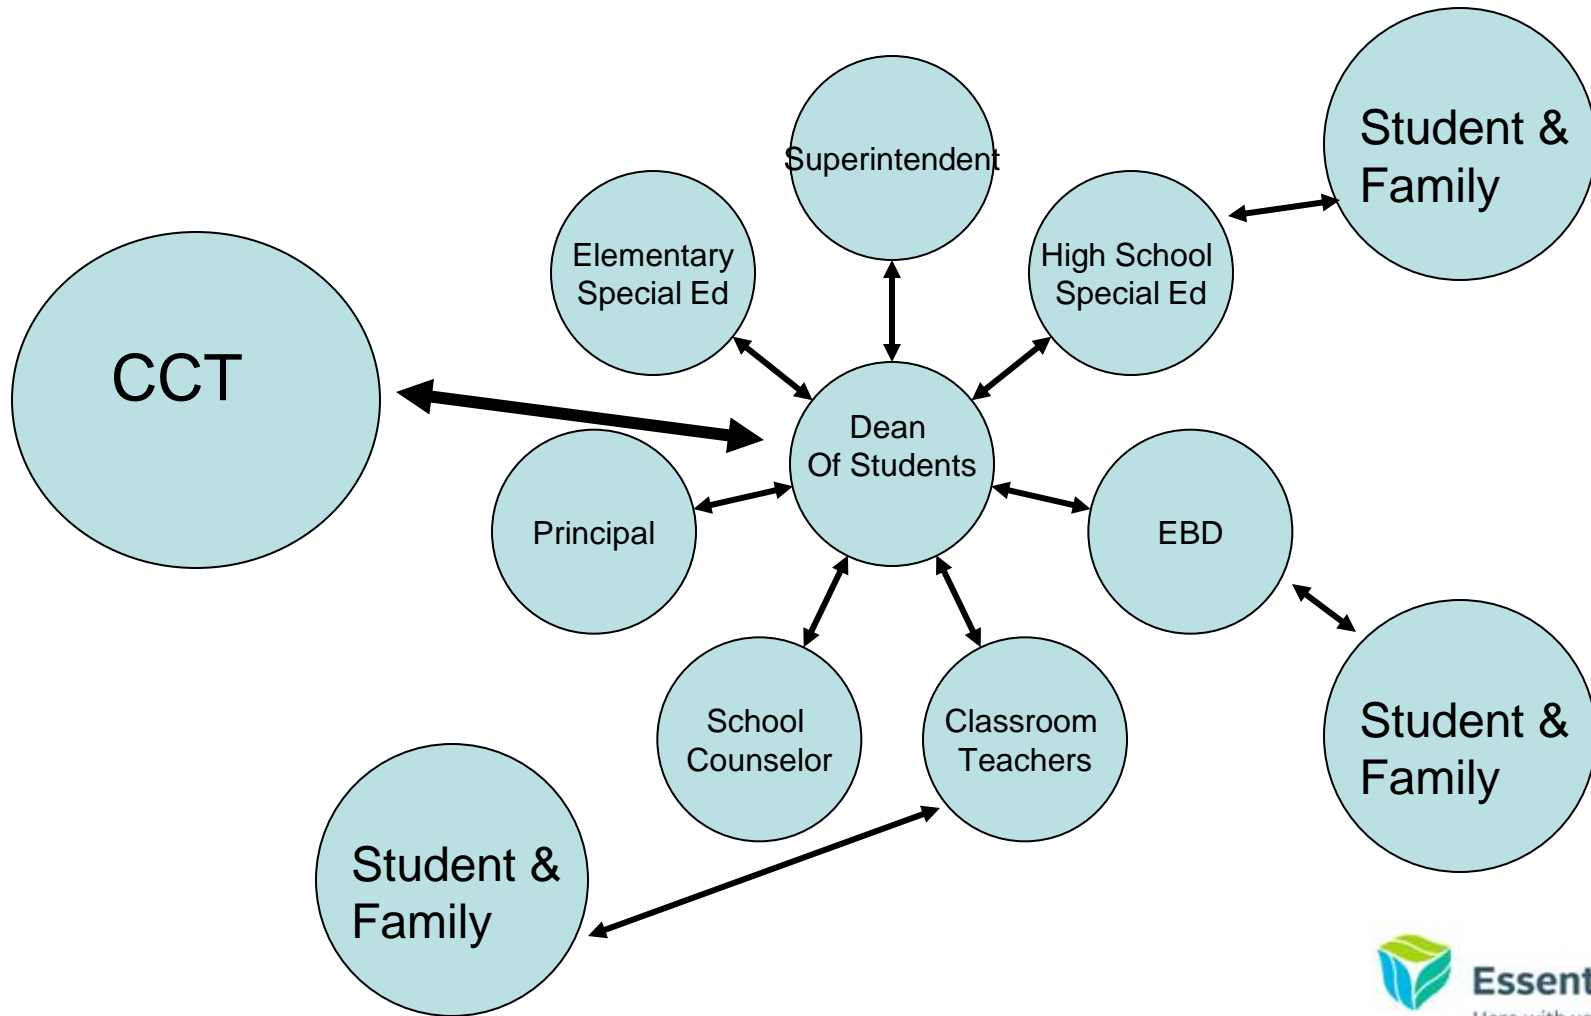 Student &
Family
Superintendent
Elementary
Special Ed
High School
Special Ed
CCT
Dean
Of Students
Principal
EBD
School
Counselor
Classroom
Teachers
Student &
Family
Student &
Family
Essent